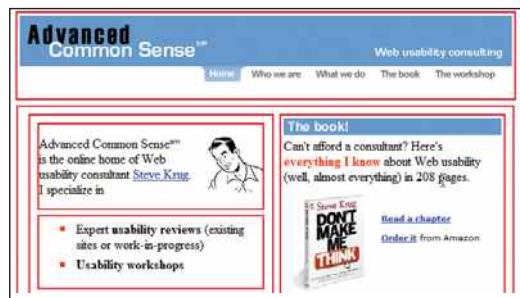 Advanced
Common Sense℠
Web usability consulting
Home Who we are What we do The book The workshop
Advanced Common Sense℠
is the online home of Web
usability consultant Steve Krug.
I specialize in
Expert usability reviews (existing
sites or work-in-progress)
Usability workshops
The book!
Can't afford a consultant? Here's
everything I know about Web usability
(well, almost everything) in 208 pages.
Steve Krug
DON'T
MAKE
ME
THINK
Read a chapter
Order it from Amazon